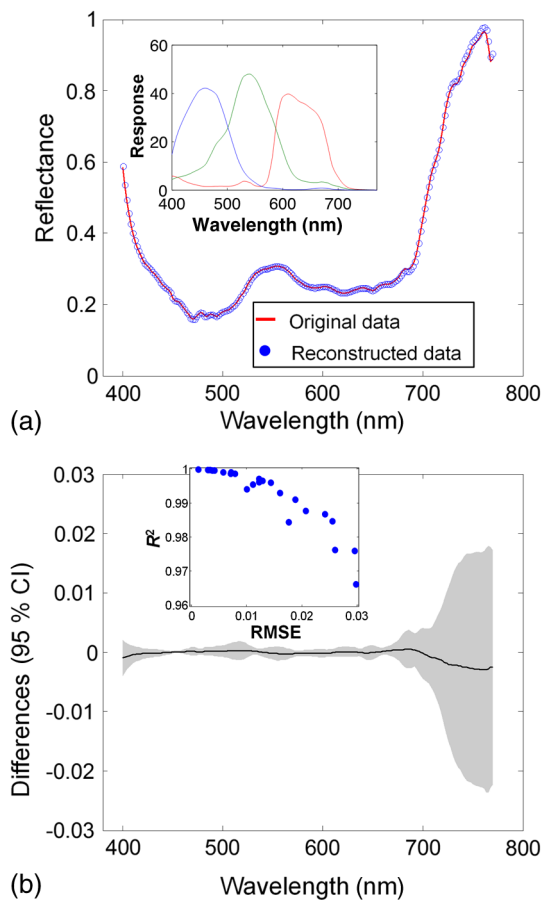 1
0.8
0.6
0.4
0.2
0
Reflectance
60
40
20
0
Response
400 500 600 700
Wavelength (nm)
Original data
Reconstructed data
400 500 600 700 800
Wavelength (nm)
(a)
0.03
0.02
0.01
0
-0.01
-0.02
-0.03
Differences (95 % CI)
1
0.99
0.98
0.97
0.96
R²
0 0.01 0.02 0.03
RMSE
400 500 600 700 800
Wavelength (nm)
(b)